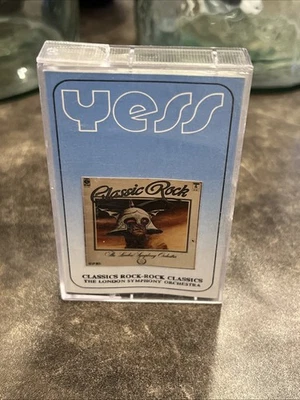 Yess
Classic Rock
The London Symphony Orchestra
CLASSICS ROCK-ROCK CLASSICS
THE LONDON SYMPHONY ORCHESTRA